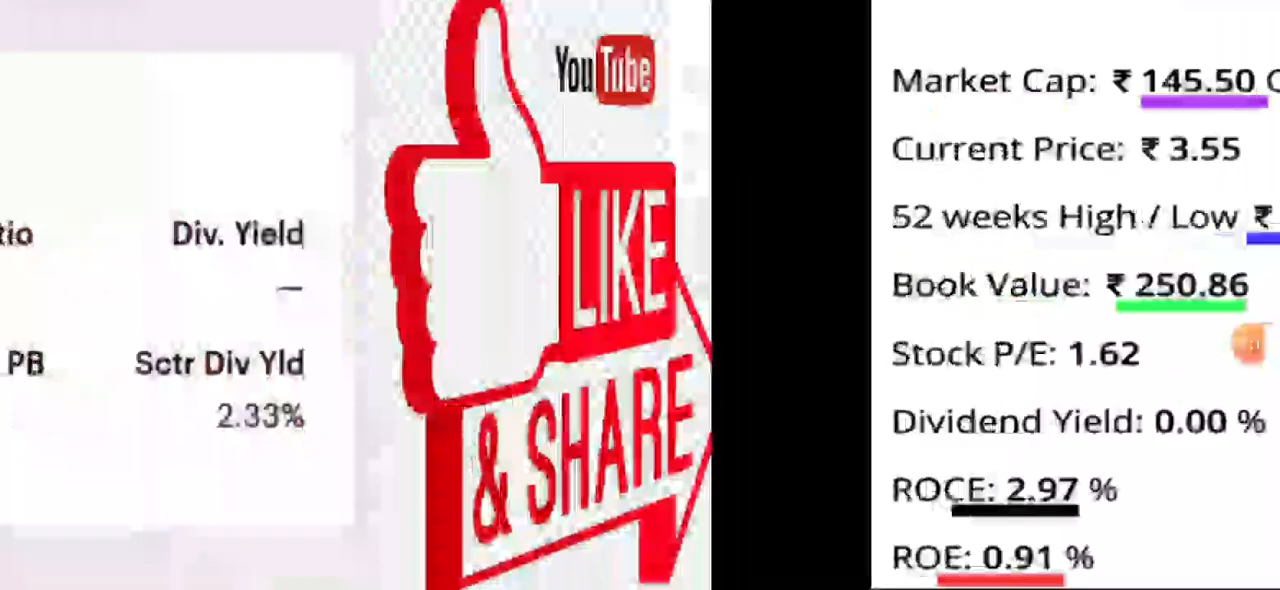 tio
Div. Yield
—
PB
Sctr Div Yld
2.33%
YouTube
LIKE
& SHARE
Market Cap: ₹ 145.50 C
Current Price: ₹ 3.55
52 weeks High / Low ₹
Book Value: ₹ 250.86
Stock P/E: 1.62
Dividend Yield: 0.00 %
ROCE: 2.97 %
ROE: 0.91 %